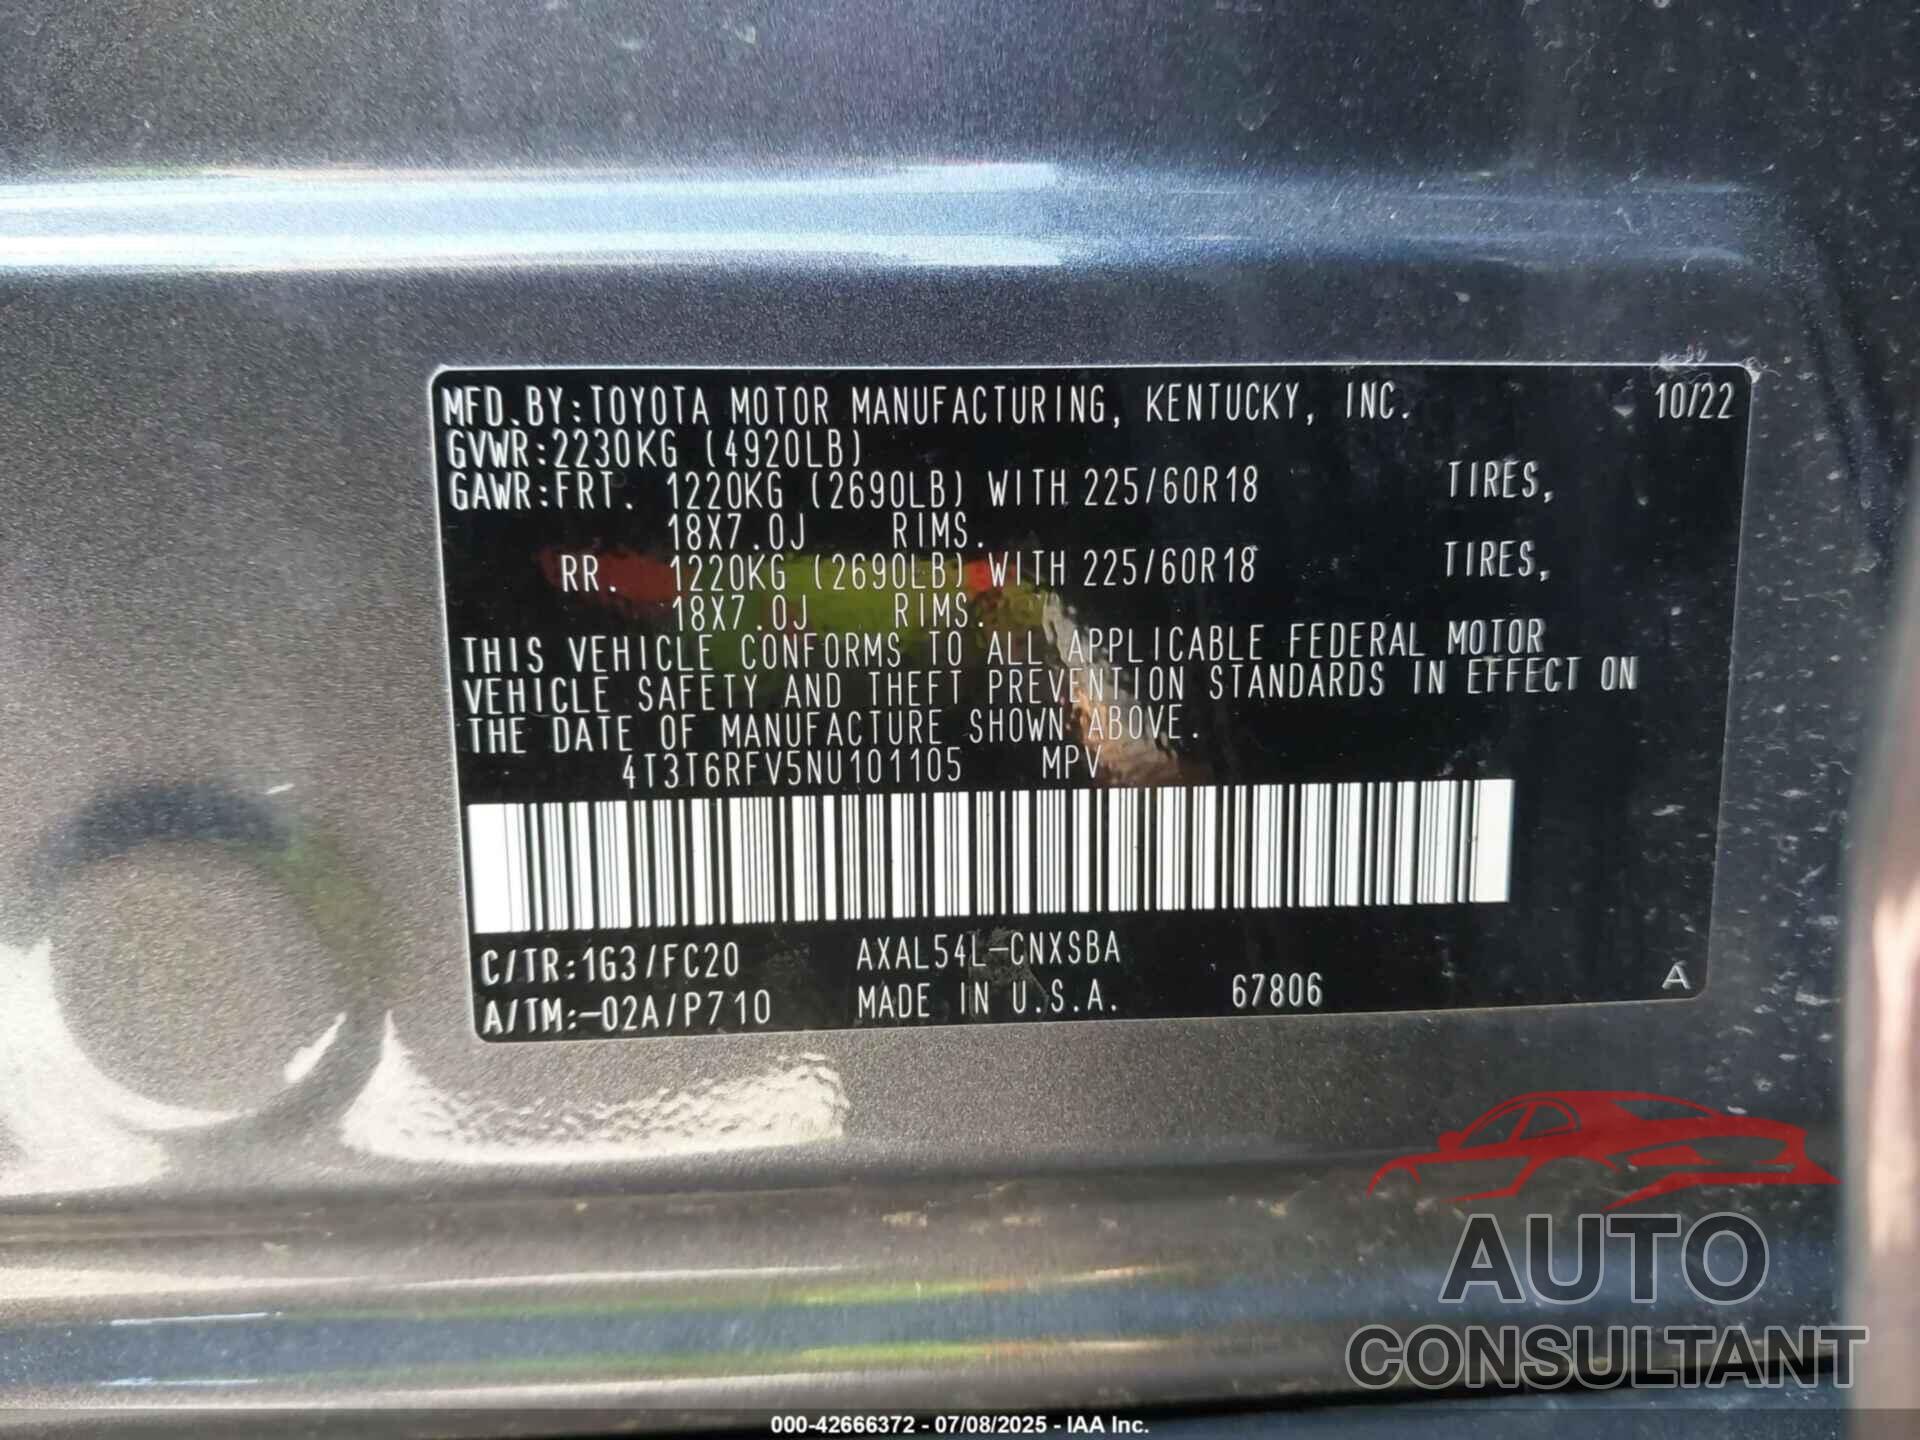 MFD.BY:TOYOTA MOTOR MANUFACTURING, KENTUCKY, INC. 10/22
GVWR:2230KG (4920LB)
GAWR:FRT. 1220KG (2690LB) WITH 225/60R18 TIRES,
18X7.0J RIMS.
RR. 1220KG (2690LB) WITH 225/60R18 TIRES,
18X7.0J RIMS.
THIS VEHICLE CONFORMS TO ALL APPLICABLE FEDERAL MOTOR
VEHICLE SAFETY AND THEFT PREVENTION STANDARDS IN EFFECT ON
THE DATE OF MANUFACTURE SHOWN ABOVE.
4T3T6RFV5NU101105 MPV
C/TR:1G3/FC20 AXAL54L-CNXSBA
A/TM:-02A/P710 MADE IN U.S.A. 67806 A
AUTO
CONSULTANT
000-42666372 - 07/08/2025 - IAA Inc.